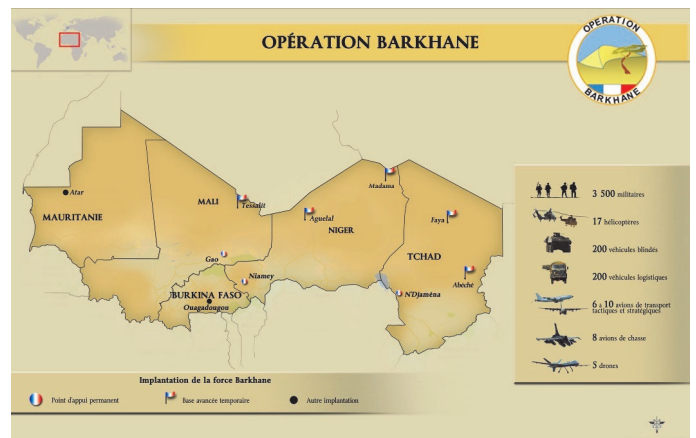 OPÉRATION BARKHANE
OPERATION
BARKHANE
Atar
MAURITANIE
MALI
Tessalit
Aguelal
NIGER
Madama
Faya
TCHAD
Abéché
Gao
Niamey
BURKINA FASO
Ouagadougou
N'Djaména
3 500 militaires
17 hélicoptères
200 véhicules blindés
200 véhicules logistiques
6 à 10 avions de transport
tactiques et stratégiques
8 avions de chasse
5 drones
Implantation de la force Barkhane
Point d'appui permanent
Base avancée temporaire
Autre implantation